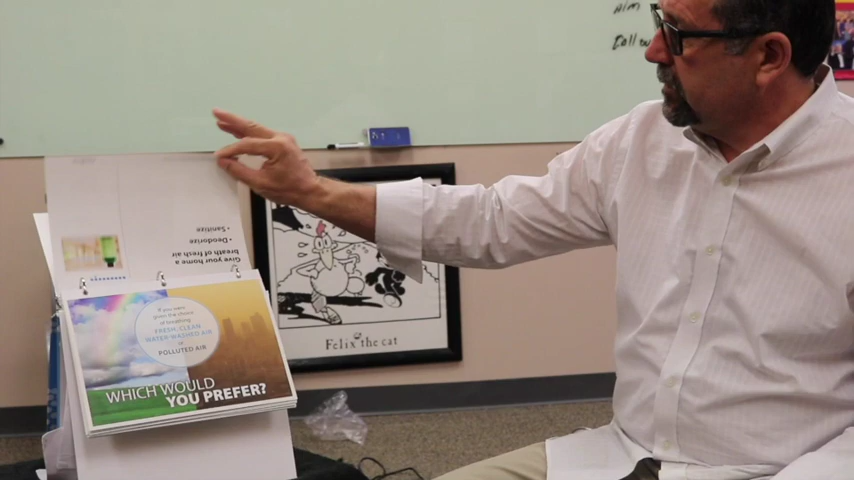 Alm
Give your home a
breath of fresh air
• Deodorize
• Sanitize
If you were
given the choice
of breathing
FRESH, CLEAN
WATER-WASHED AIR
or
POLLUTED AIR
WHICH WOULD
YOU PREFER?
Felix the cat